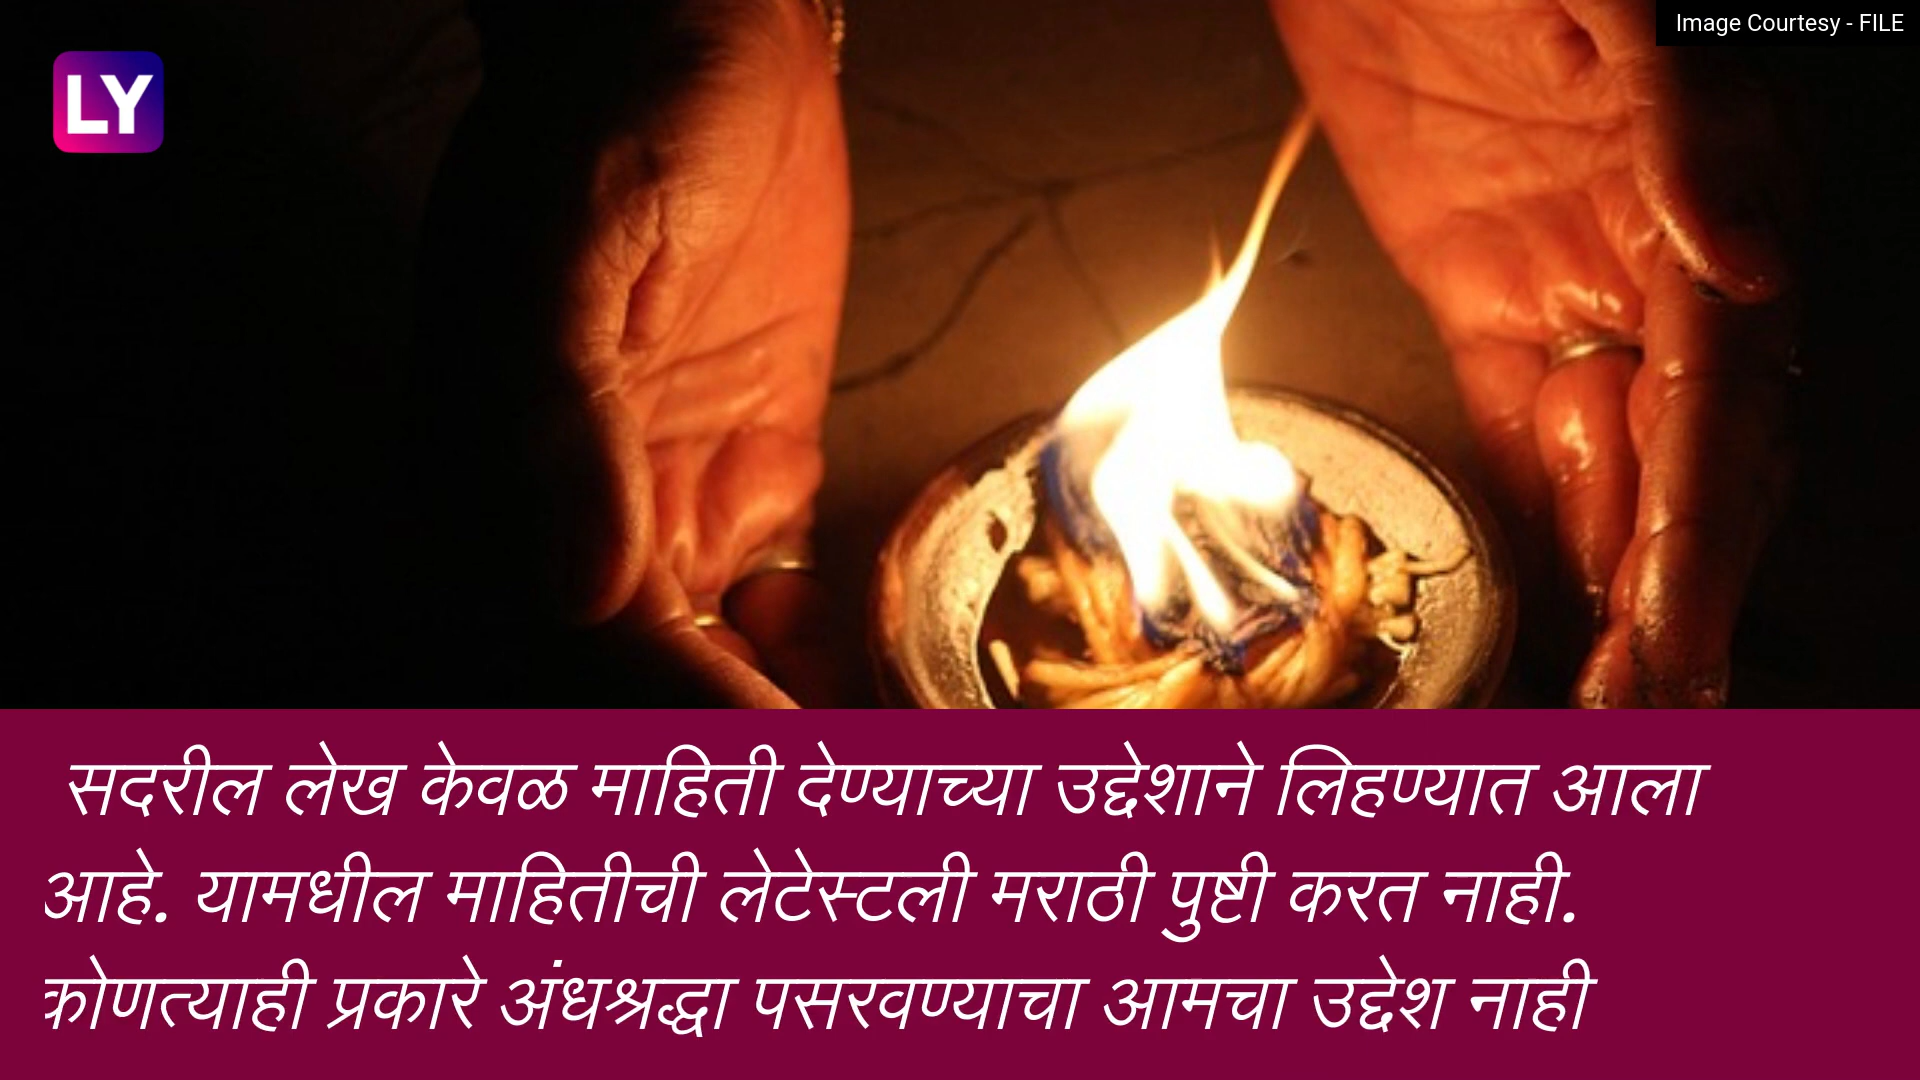 Image Courtesy - FILE
LY
सदरील लेख केवळ माहिती देण्याच्या उद्देशाने लिहिण्यात आला
आहे. यामधील माहितीची लेटेस्टली मराठी पुष्टी करत नाही.
कोणत्याही प्रकारे अंधश्रद्धा पसरवण्याचा आमचा उद्देश नाही